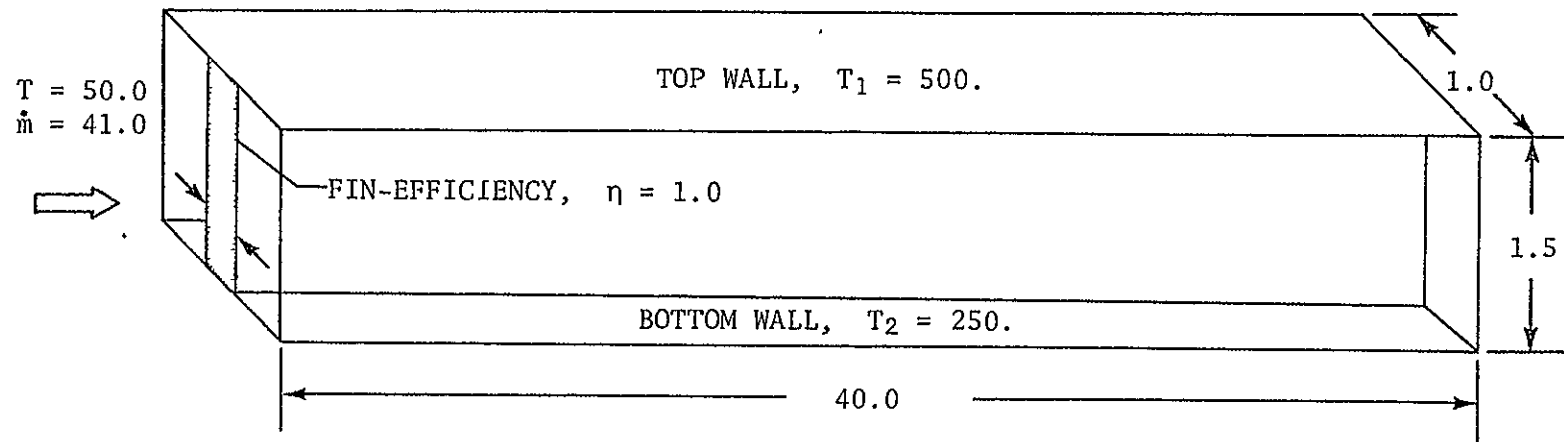 TOP WALL, T₁ = 500.
1.0
T = 50.0
ṁ = 41.0
FIN-EFFICIENCY, η = 1.0
1.5
BOTTOM WALL, T₂ = 250.
40.0